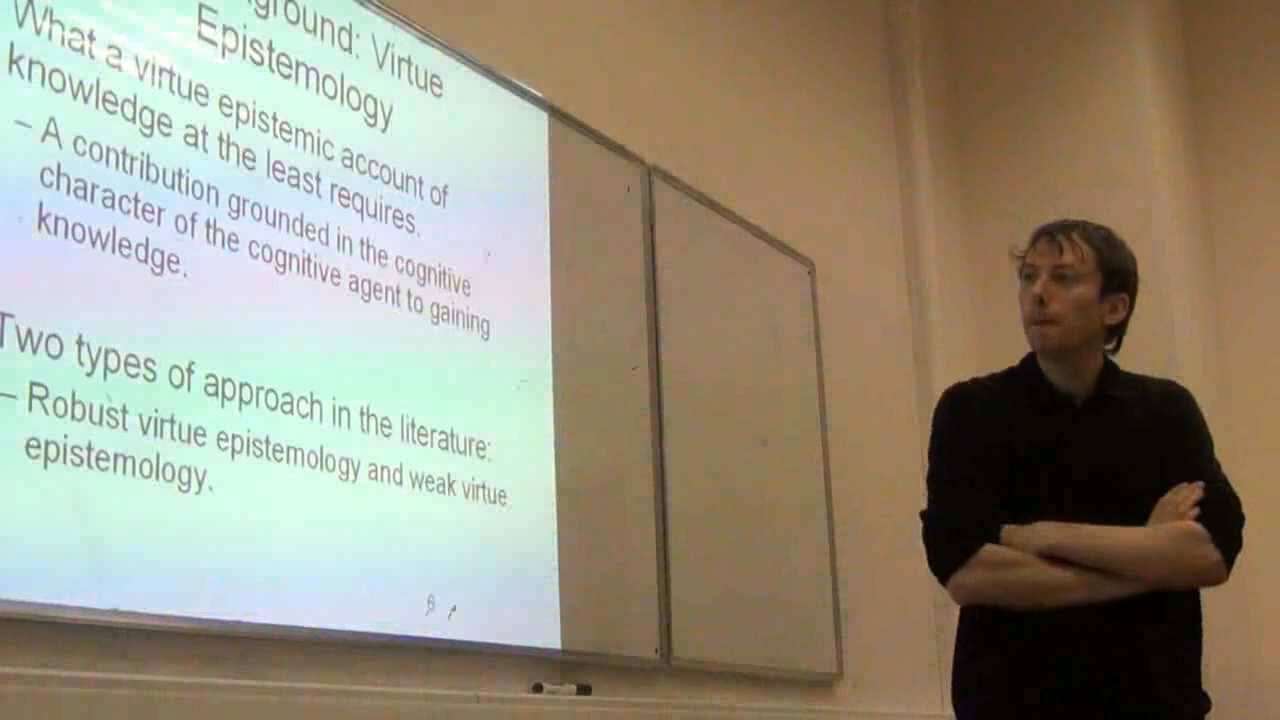 ground: Virtue
Epistemology
What a virtue epistemic account of
knowledge at the least requires.
– A contribution grounded in the cognitive
character of the cognitive agent to gaining
knowledge.
Two types of approach in the literature:
– Robust virtue epistemology and weak virtue
epistemology.